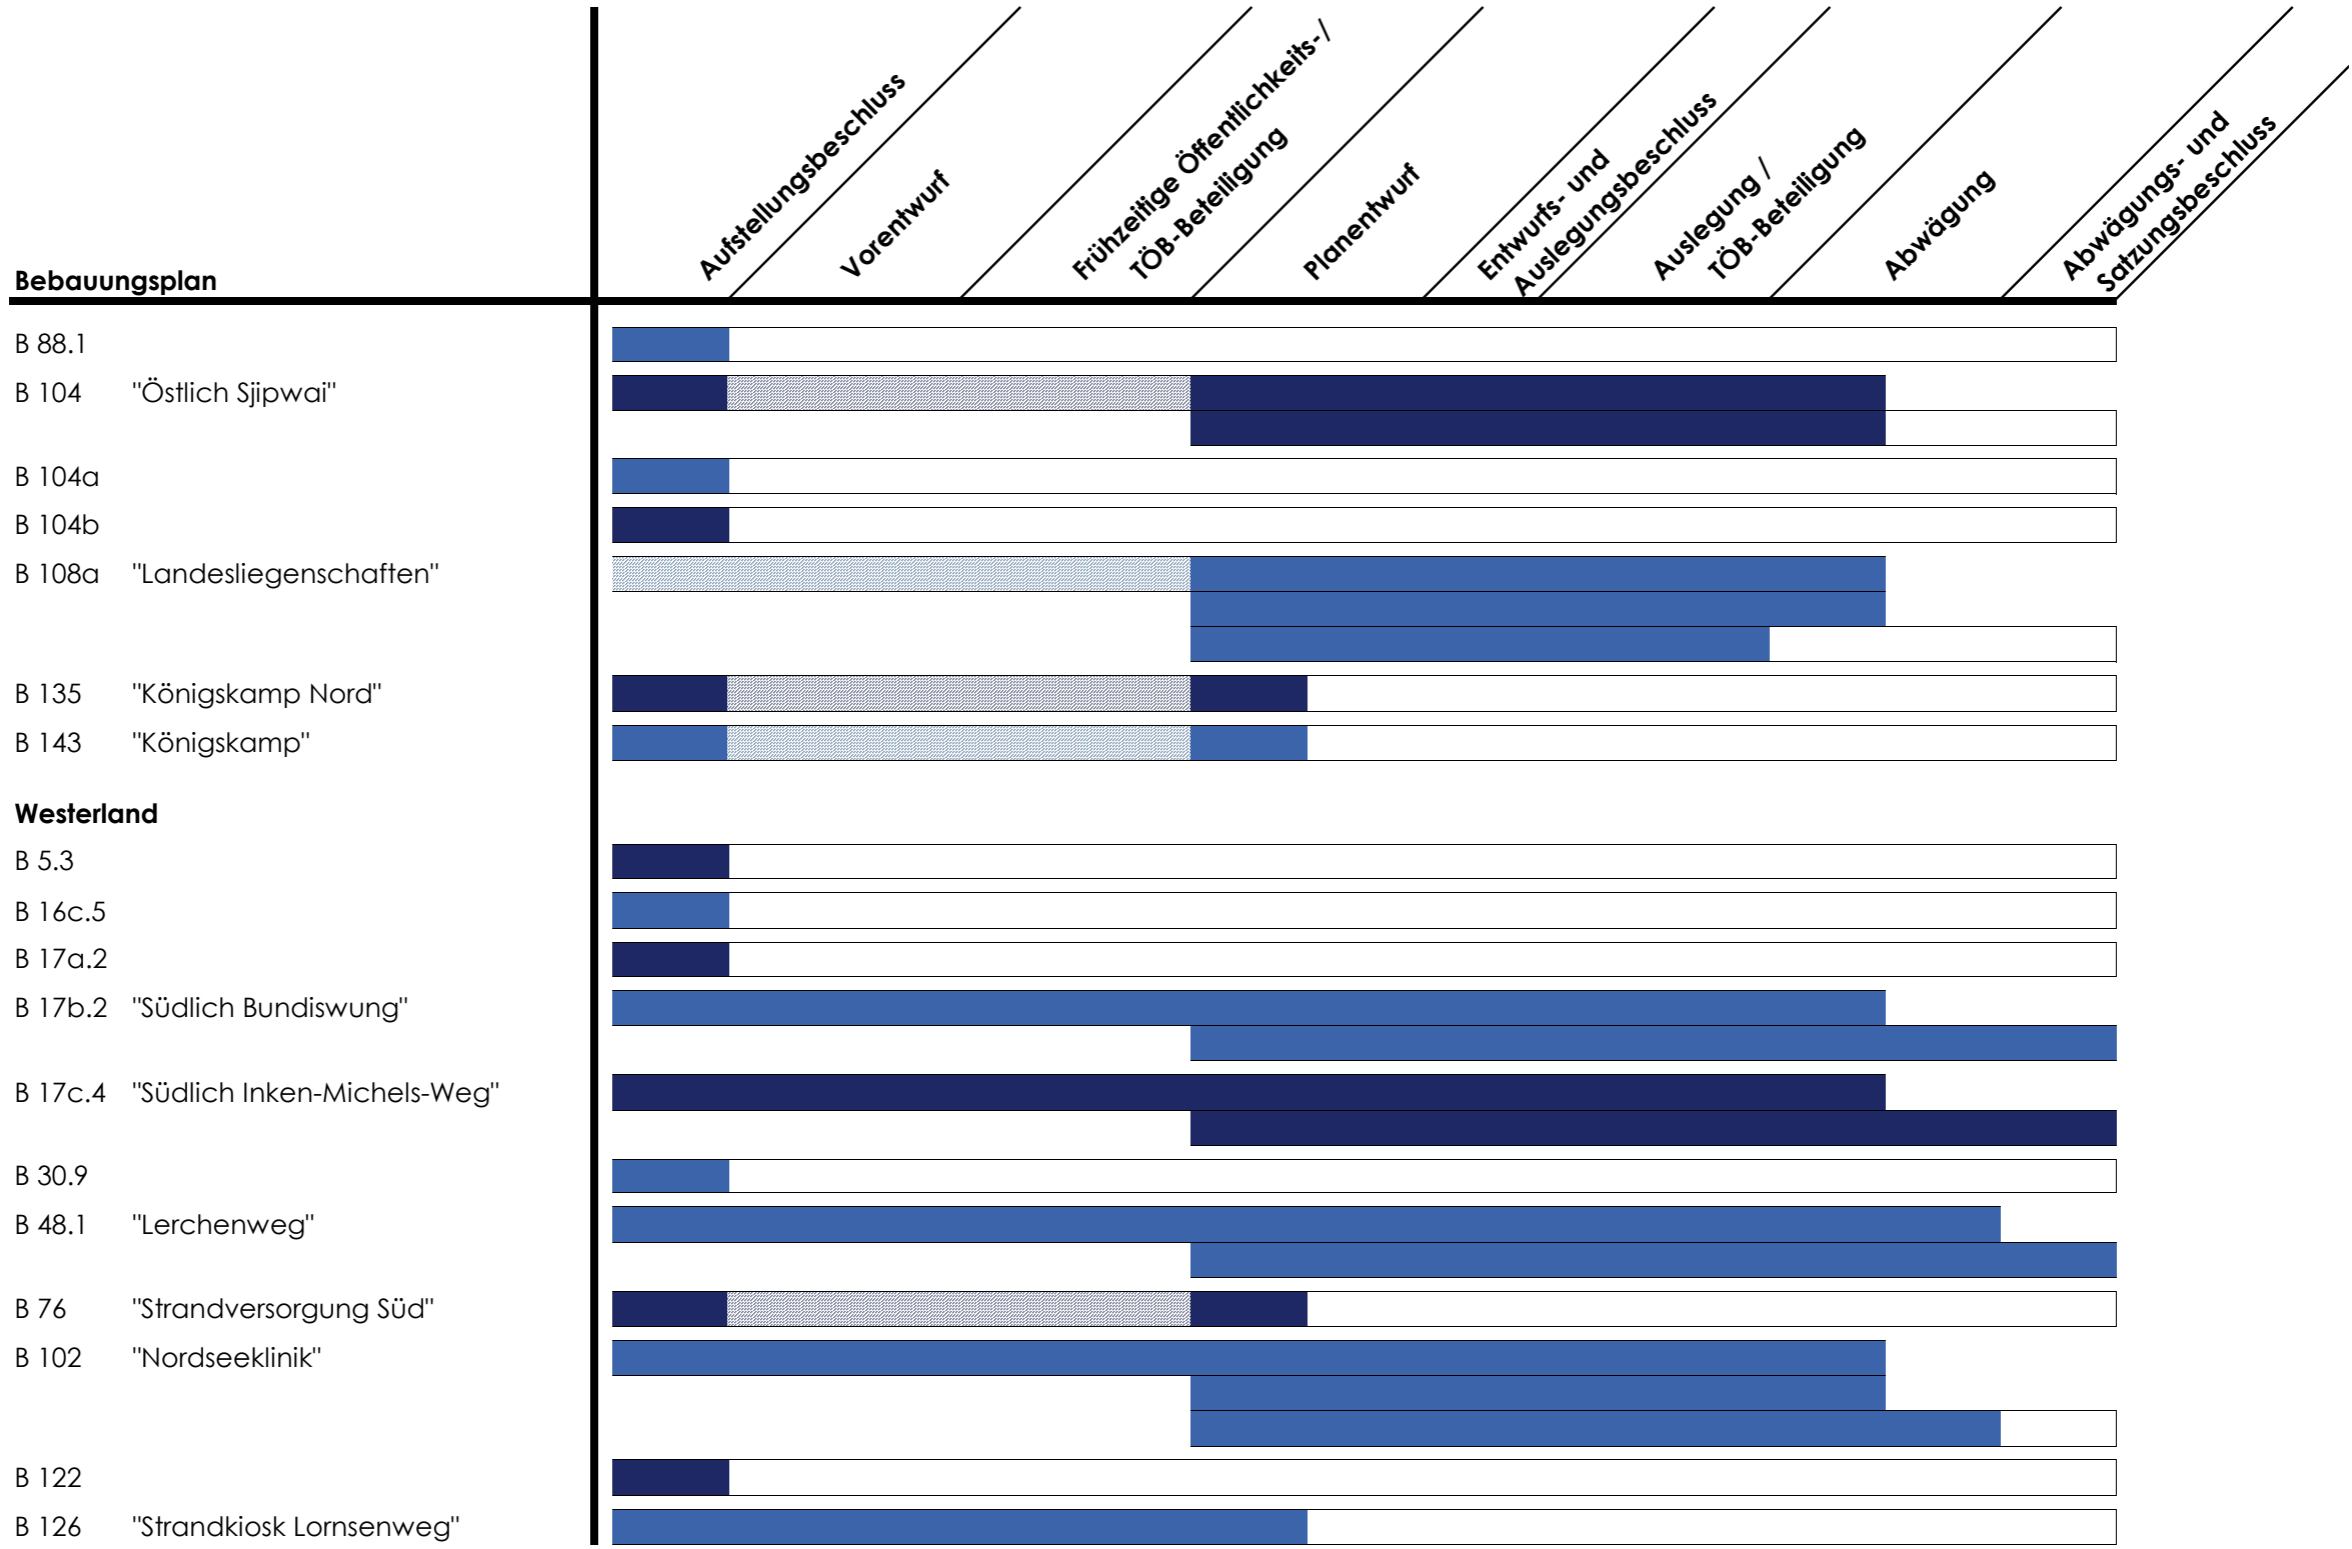 Aufstellungsbeschluss
Vorentwurf
Frühzeitige Öffentlichkeits-/
TÖB-Beteiligung
Planentwurf
Entwurfs- und
Auslegungsbeschluss
Auslegung /
TÖB-Beteiligung
Abwägung
Abwägungs- und
Satzungsbeschluss
Bebauungsplan
B 88.1
B 104 "Östlich Sjipwai"
B 104a
B 104b
B 108a "Landesliegenschaften"
B 135 "Königskamp Nord"
B 143 "Königskamp"
Westerland
B 5.3
B 16c.5
B 17a.2
B 17b.2 "Südlich Bundiswung"
B 17c.4 "Südlich Inken-Michels-Weg"
B 30.9
B 48.1 "Lerchenweg"
B 76 "Strandversorgung Süd"
B 102 "Nordseeklinik"
B 122
B 126 "Strandkiosk Lornsenweg"